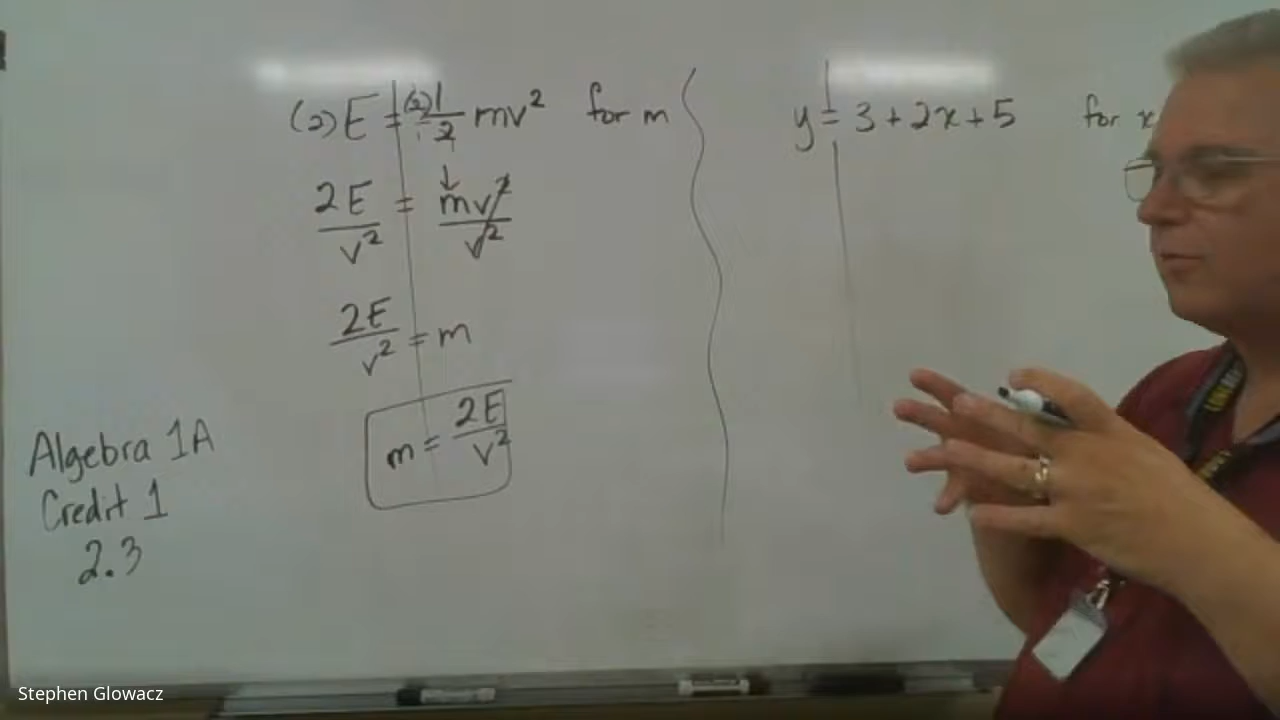 (2) E = (2) 1/2 mv² for m
2E/v² = mv²/v²
2E/v² = m
m = 2E/v²
y = 3 + 2x + 5 for x
Algebra 1A
Credit 1
2.3
Stephen Glowacz